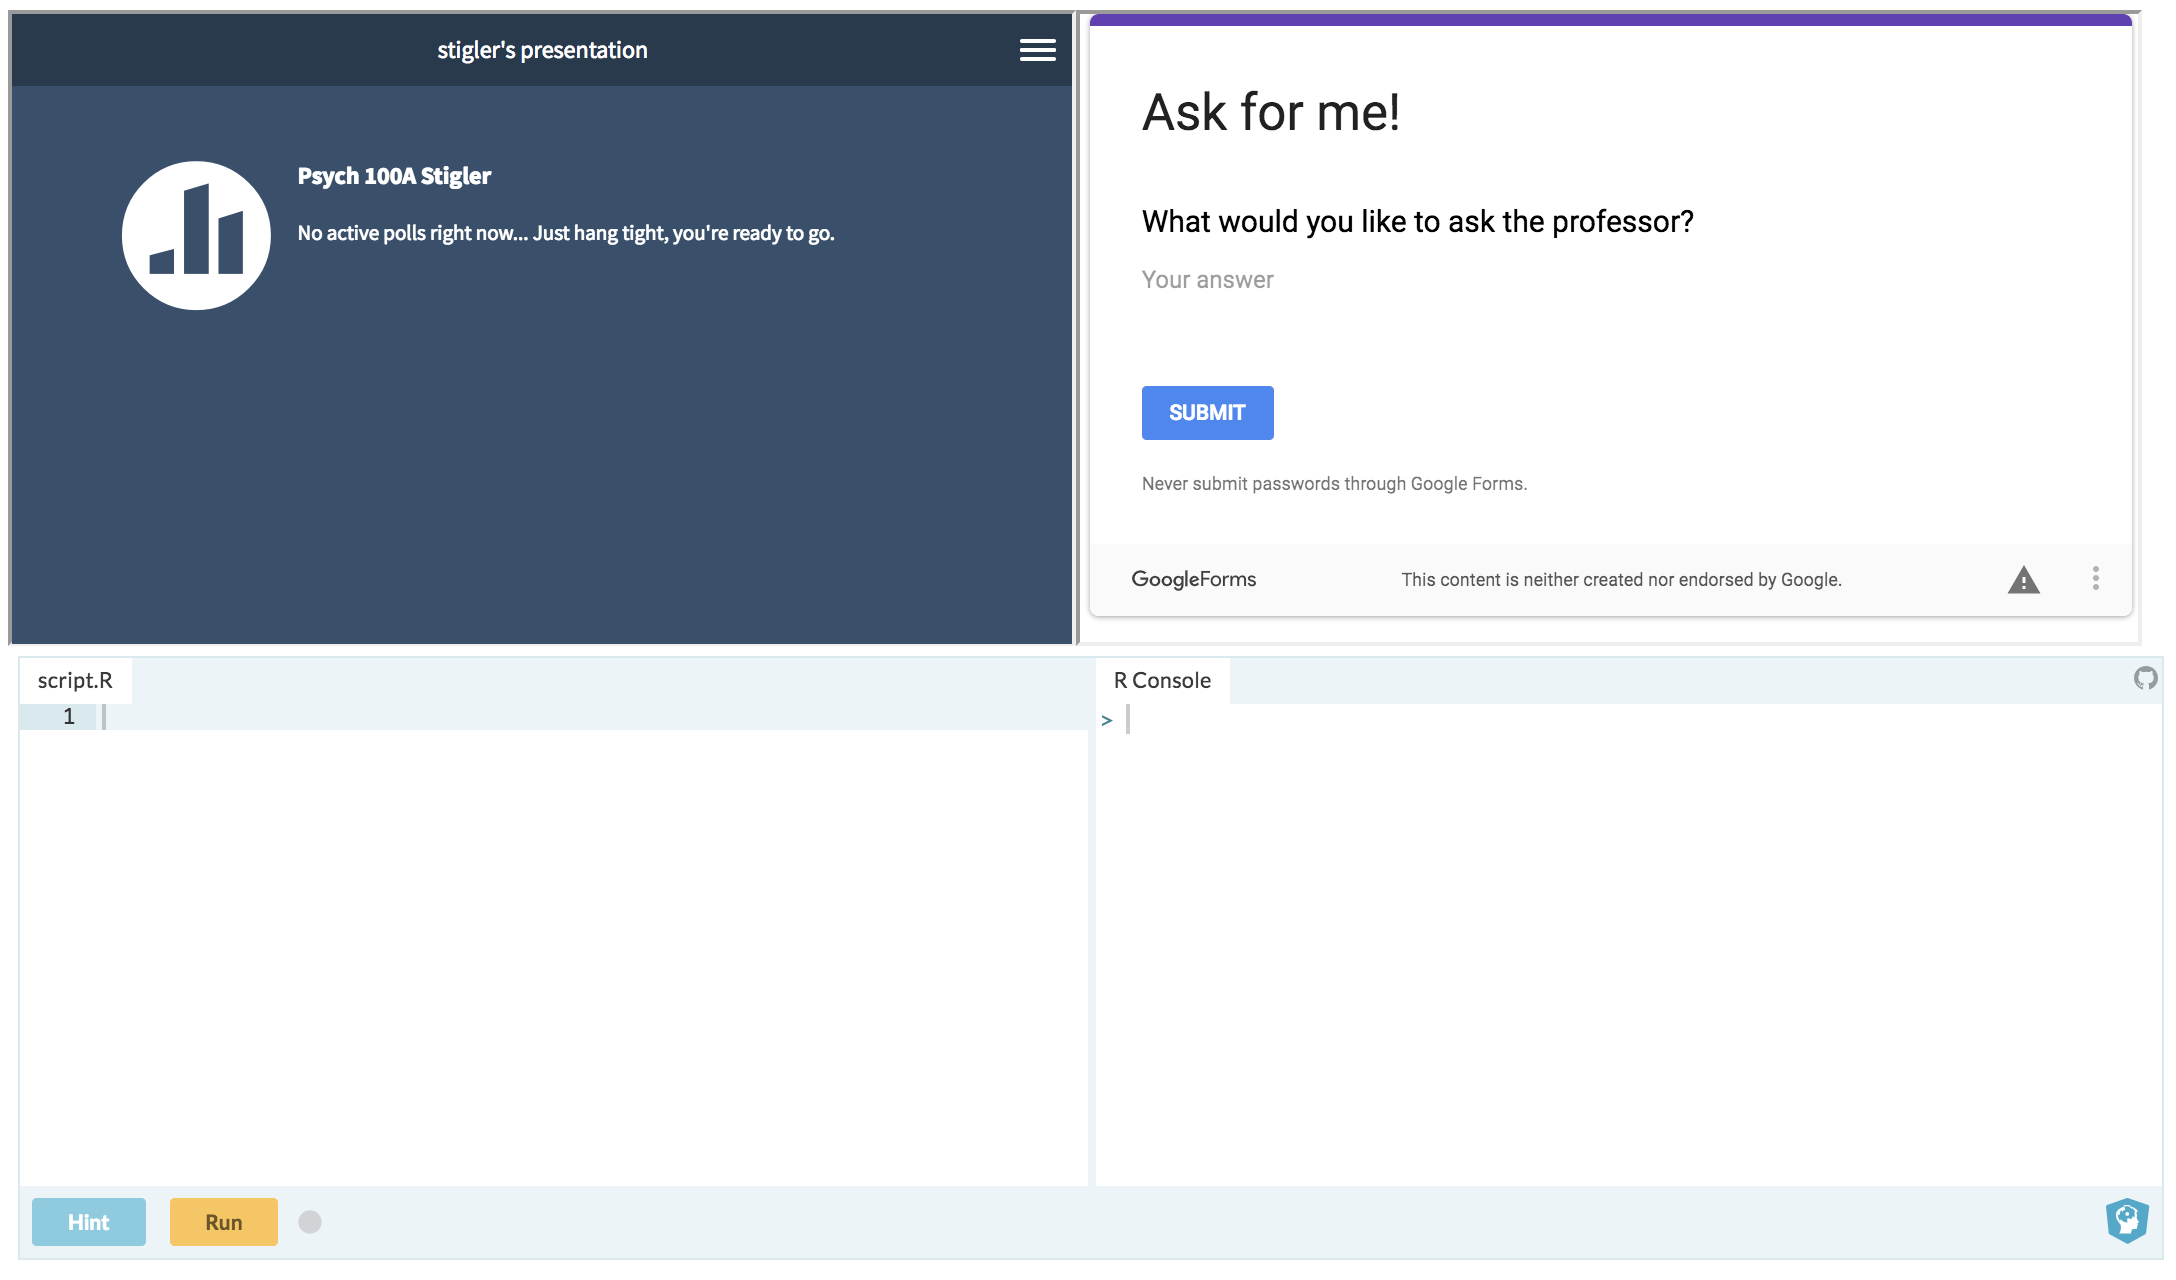 stigler's presentation
Psych 100A Stigler
No active polls right now... Just hang tight, you're ready to go.
Ask for me!
What would you like to ask the professor?
Your answer
SUBMIT
Never submit passwords through Google Forms.
GoogleForms
This content is neither created nor endorsed by Google.
script.R
1
R Console
>
Hint
Run